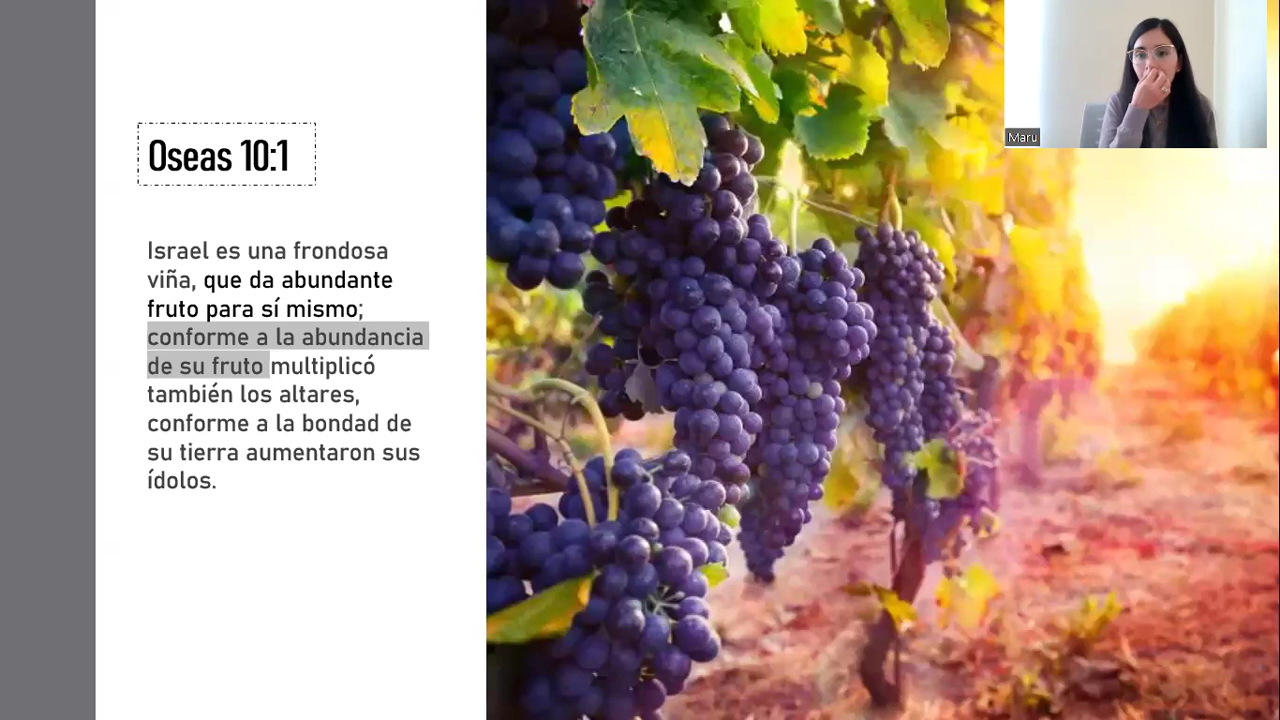 Oseas 10:1
Israel es una frondosa
viña, que da abundante
fruto para sí mismo;
conforme a la abundancia
de su fruto multiplicó
también los altares,
conforme a la bondad de
su tierra aumentaron sus
ídolos.
Maru